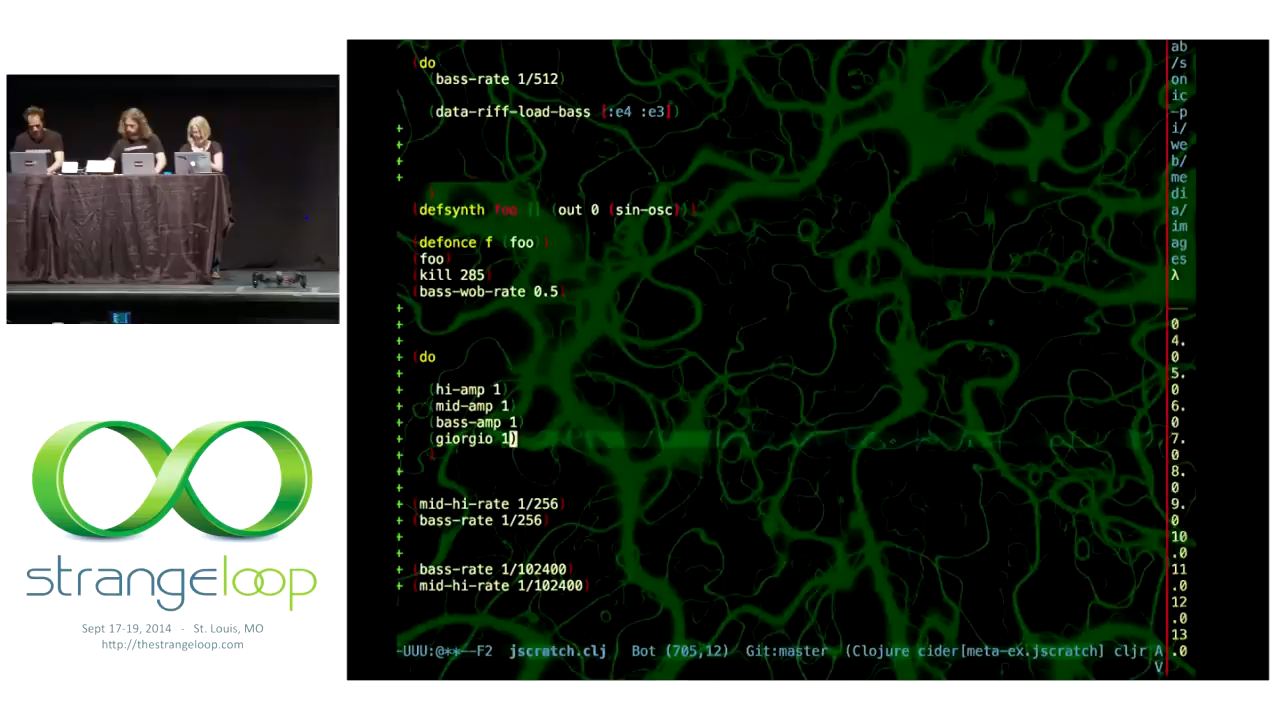 (do
(bass-rate 1/512)
(data-riff-load-bass [:e4 :e3])
+
+
+
+
)
(defsynth foo [] (out 0 (sin-osc)))
(defonce f (foo))
(foo)
(kill 285)
(bass-wob-rate 0.5)
+
+
+
+ (do
+
+ (hi-amp 1)
+ (mid-amp 1)
+ (bass-amp 1)
+ (giorgio 1)
+ )
+
+
+ (mid-hi-rate 1/256)
+ (bass-rate 1/256)
+
+
+ (bass-rate 1/102400)
+ (mid-hi-rate 1/102400)
-UUU:@**--F2 jscratch.clj Bot (705,12) Git:master (Clojure cider[meta-ex.jscratch] cljr A
V
ab
/s
on
ic
-p
i/
we
b/
me
di
a/
im
ag
es
λ
0
4.
0
5.
0
6.
0
7.
0
8.
0
9.
0
10
.0
11
.0
12
.0
13
.0
strangeloop
Sept 17-19, 2014 - St. Louis, MO
http://thestrangeloop.com